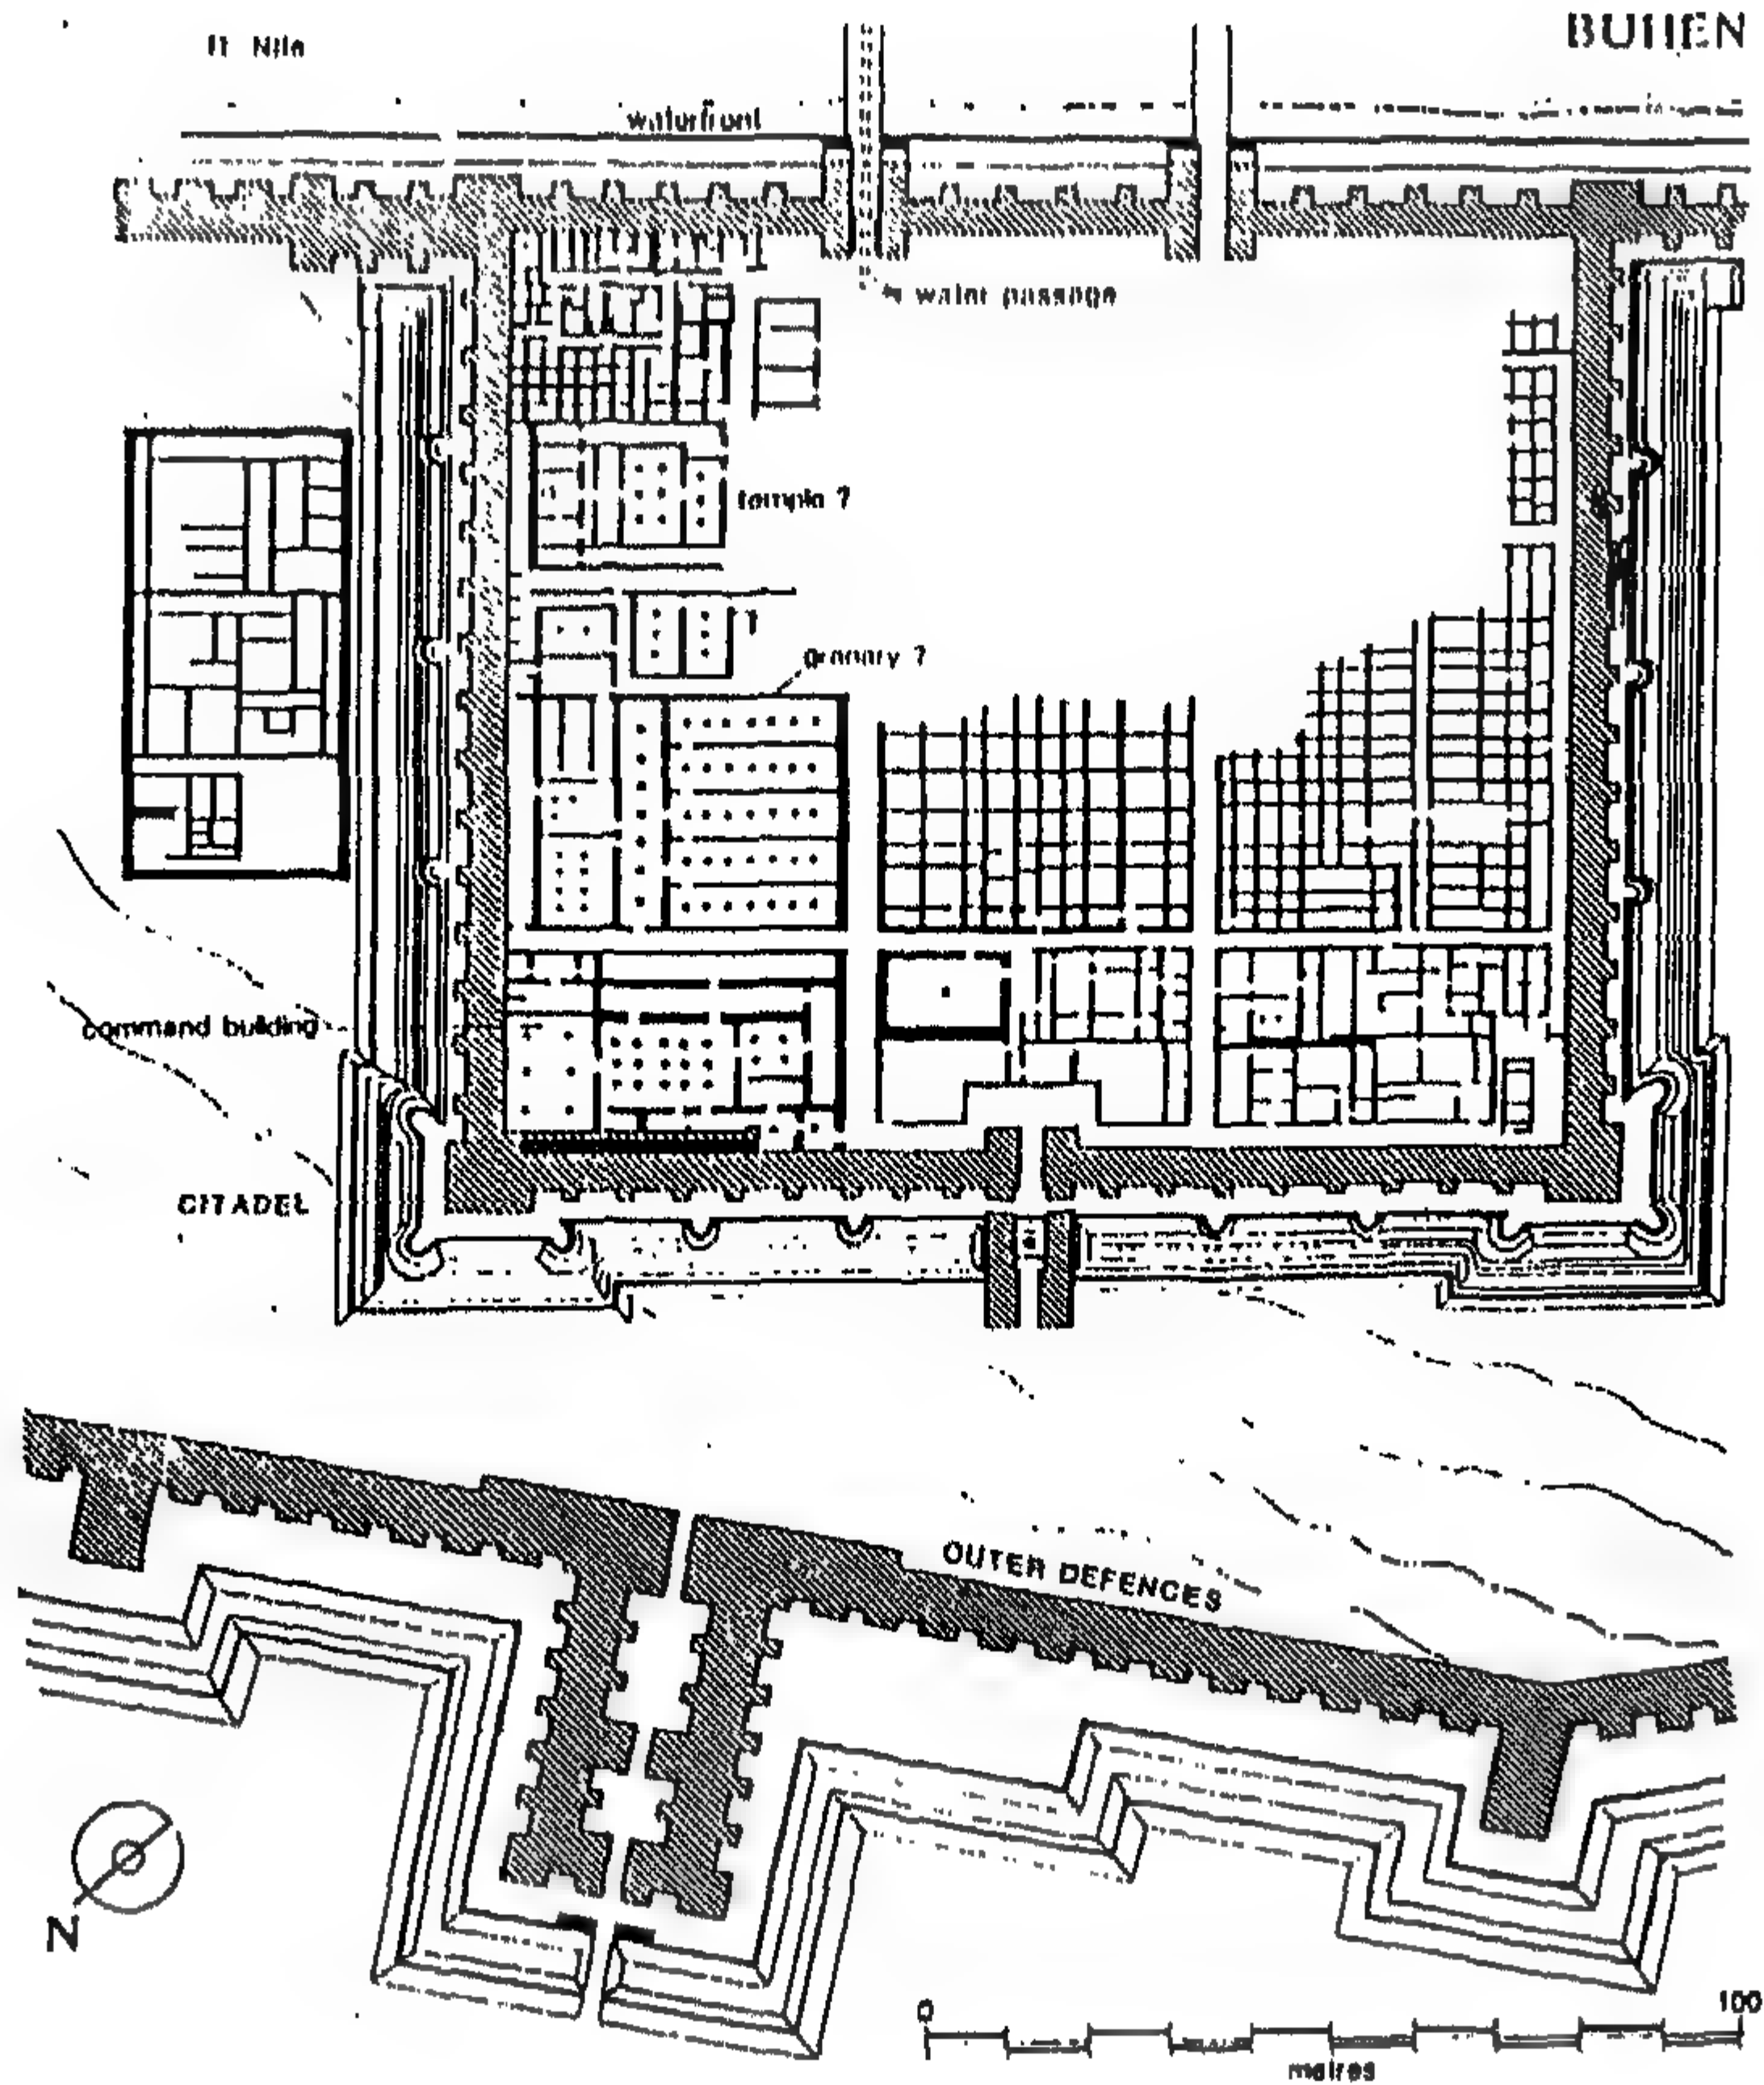 BUHEN
R Nile
waterfront
water passage
temple ?
?
granary ?
command building
CITADEL
OUTER DEFENCES
N
0 100
metres